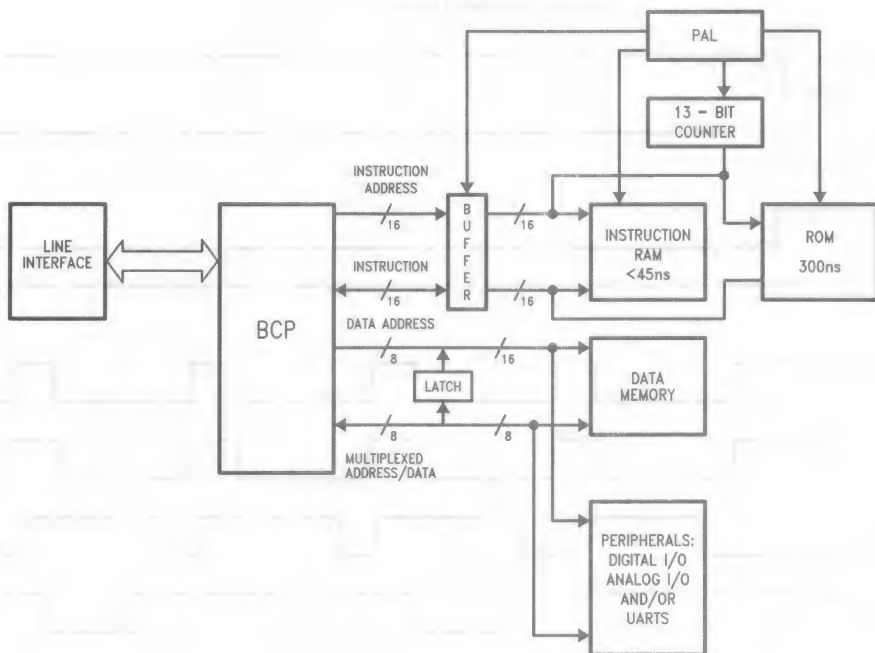 PAL
13 - BIT
COUNTER
INSTRUCTION
ADDRESS
16
BUFFER
16
INSTRUCTION
RAM
<45ns
ROM
300ns
LINE
INTERFACE
BCP
INSTRUCTION
16
16
DATA ADDRESS
8
16
LATCH
DATA
MEMORY
8
8
MULTIPLEXED
ADDRESS/DATA
PERIPHERALS:
DIGITAL I/O
ANALOG I/O
AND/OR
UARTS